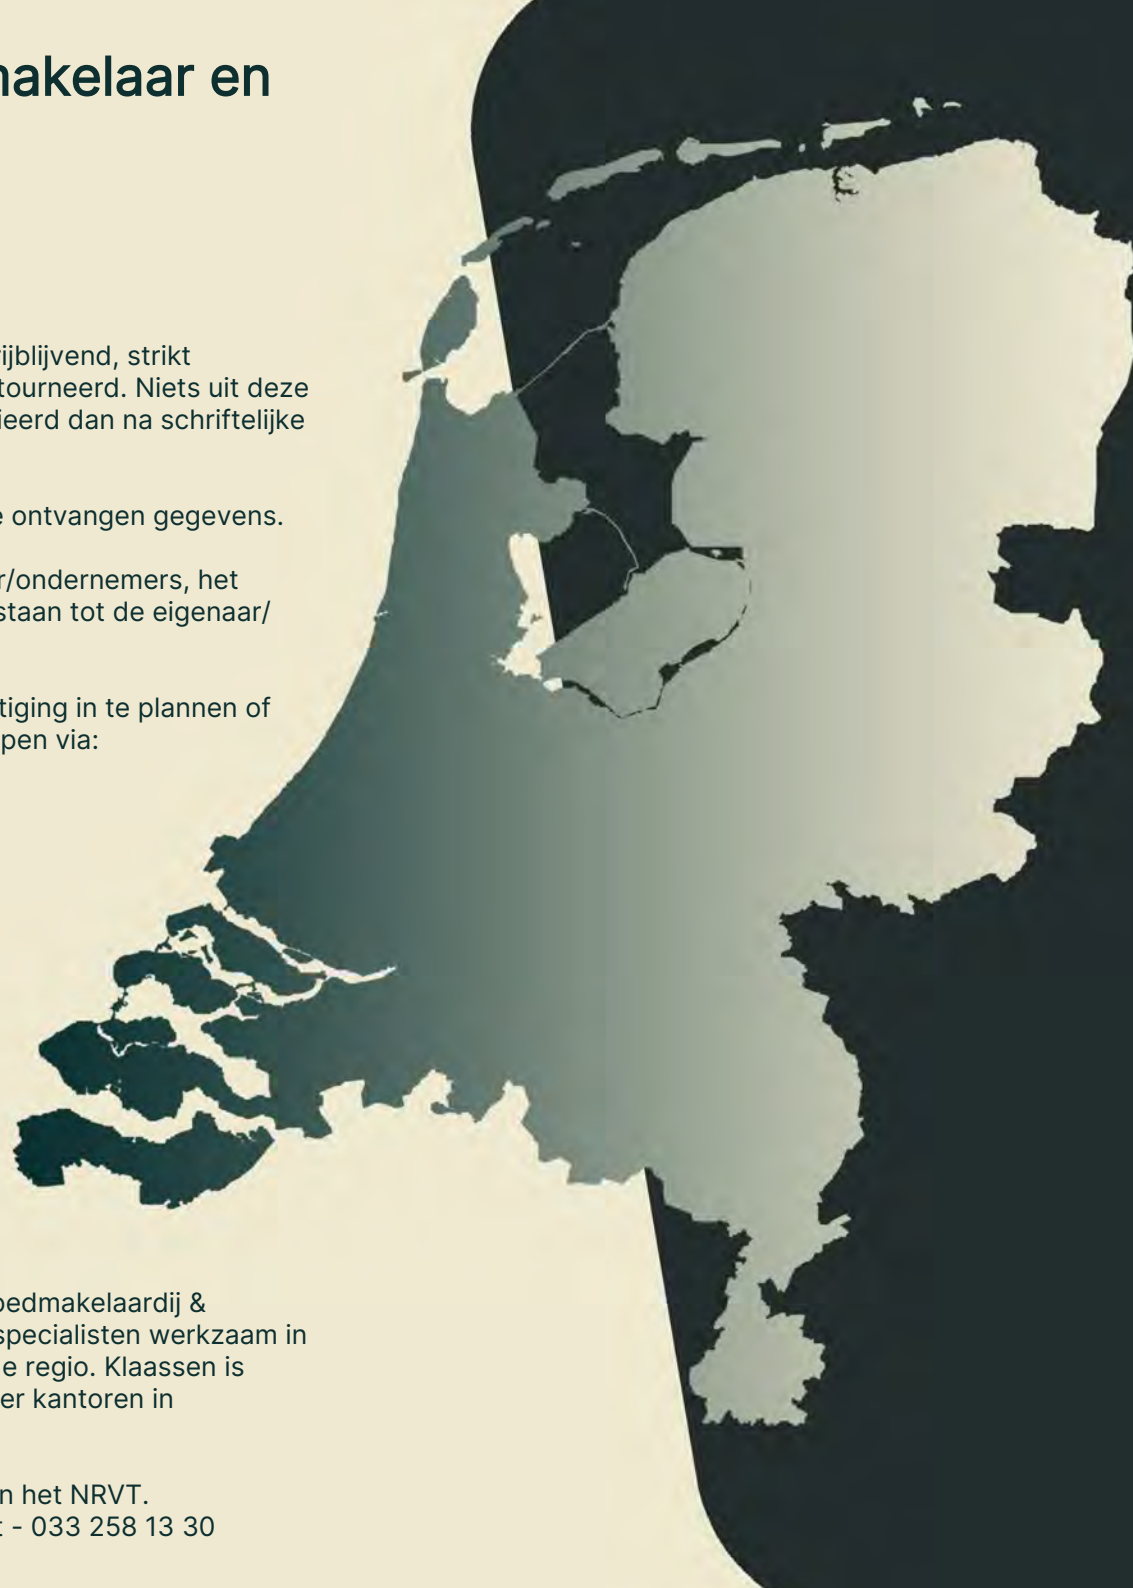 makelaar en
ijblijvend, strikt
tourneerd. Niets uit deze
ieerd dan na schriftelijke
e ontvangen gegevens.
r/ondernemers, het
staan tot de eigenaar/
tiging in te plannen of
pen via:
oedmakelaardij &
specialisten werkzaam in
e regio. Klaassen is
er kantoren in
n het NRVT.
t - 033 258 13 30